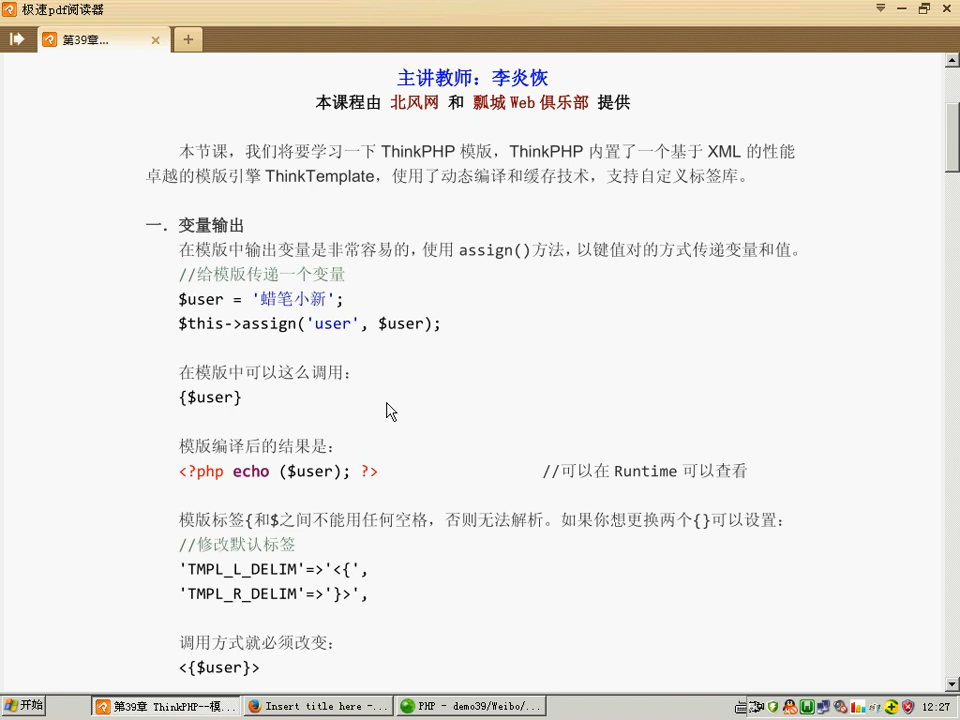 极速pdf阅读器
第39章...
主讲教师：李炎恢
本课程由 北风网 和 瓢城 Web 俱乐部 提供
本节课，我们将要学习一下 ThinkPHP 模版，ThinkPHP 内置了一个基于 XML 的性能
卓越的模版引擎 ThinkTemplate，使用了动态编译和缓存技术，支持自定义标签库。
一．变量输出
在模版中输出变量是非常容易的，使用 assign()方法，以键值对的方式传递变量和值。
//给模版传递一个变量
$user = '蜡笔小新';
$this->assign('user', $user);
在模版中可以这么调用：
{$user}
模版编译后的结果是：
<?php echo ($user); ?> //可以在 Runtime 可以查看
模版标签{和$之间不能用任何空格，否则无法解析。如果你想更换两个{}可以设置：
//修改默认标签
'TMPL_L_DELIM'=>'<{',
'TMPL_R_DELIM'=>'}>',
调用方式就必须改变：
<{$user}>
开始 第39章 ThinkPHP--模... Insert title here -... PHP - demo39/Weibo/... 12:27